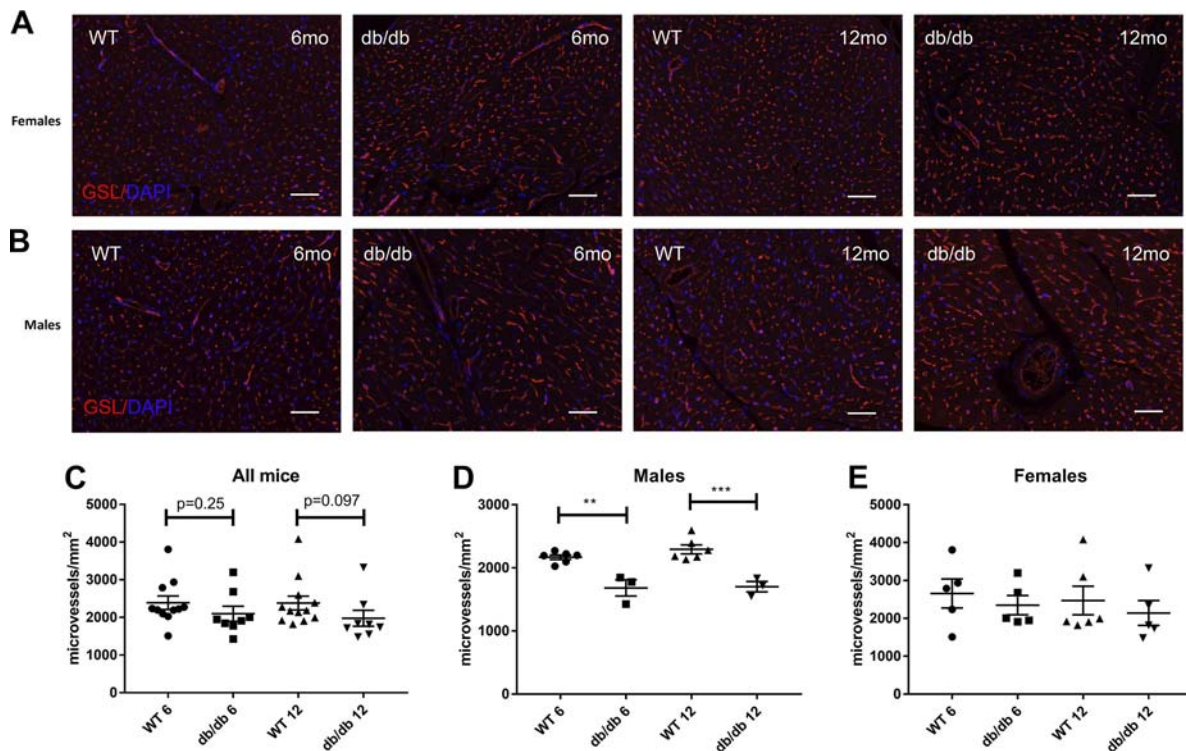 A
WT 6mo
db/db 6mo
WT 12mo
db/db 12mo
Females
GSL/DAPI
B
WT 6mo
db/db 6mo
WT 12mo
db/db 12mo
Males
GSL/DAPI
C
All mice
microvessels/mm²
5000
4000
3000
2000
1000
0
p=0.25
p=0.097
WT 6
db/db 6
WT 12
db/db 12
D
Males
microvessels/mm²
3000
2000
1000
0
**
***
WT 6
db/db 6
WT 12
db/db 12
E
Females
microvessels/mm²
5000
4000
3000
2000
1000
0
WT 6
db/db 6
WT 12
db/db 12